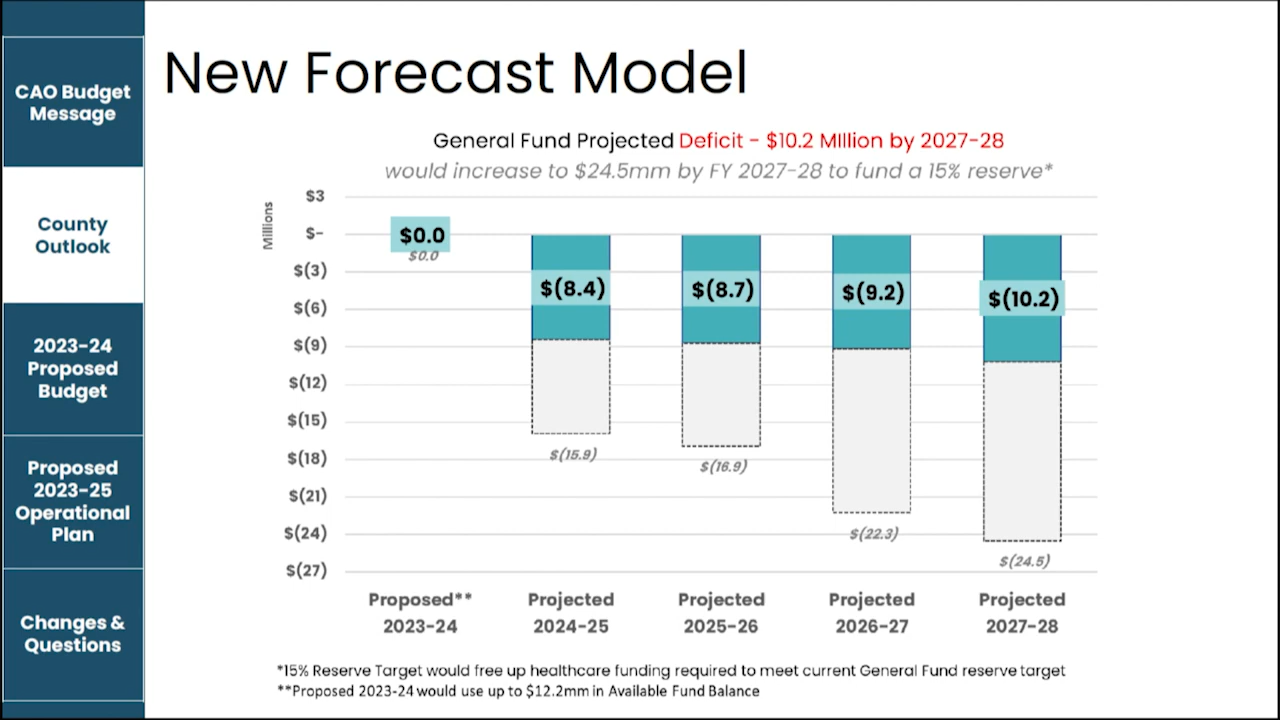 CAO Budget
Message
County
Outlook
2023-24
Proposed
Budget
Proposed
2023-25
Operational
Plan
Changes &
Questions
New Forecast Model
General Fund Projected Deficit - $10.2 MIllion by 2027-28
would increase to $24.5mm by FY 2027-28 to fund a 15% reserve*
Millions
$3
$-
$(3)
$(6)
$(9)
$(12)
$(15)
$(18)
$(21)
$(24)
$(27)
$0.0
$0.0
$(8.4)
$(8.7)
$(9.2)
$(10.2)
$(15.9)
$(16.9)
$(22.3)
$(24.5)
Proposed** Projected Projected Projected Projected
2023-24 2024-25 2025-26 2026-27 2027-28
*15% Reserve Target would free up healthcare funding required to meet current General Fund reserve target
**Proposed 2023-24 would use up to $12.2mm in Available Fund Balance